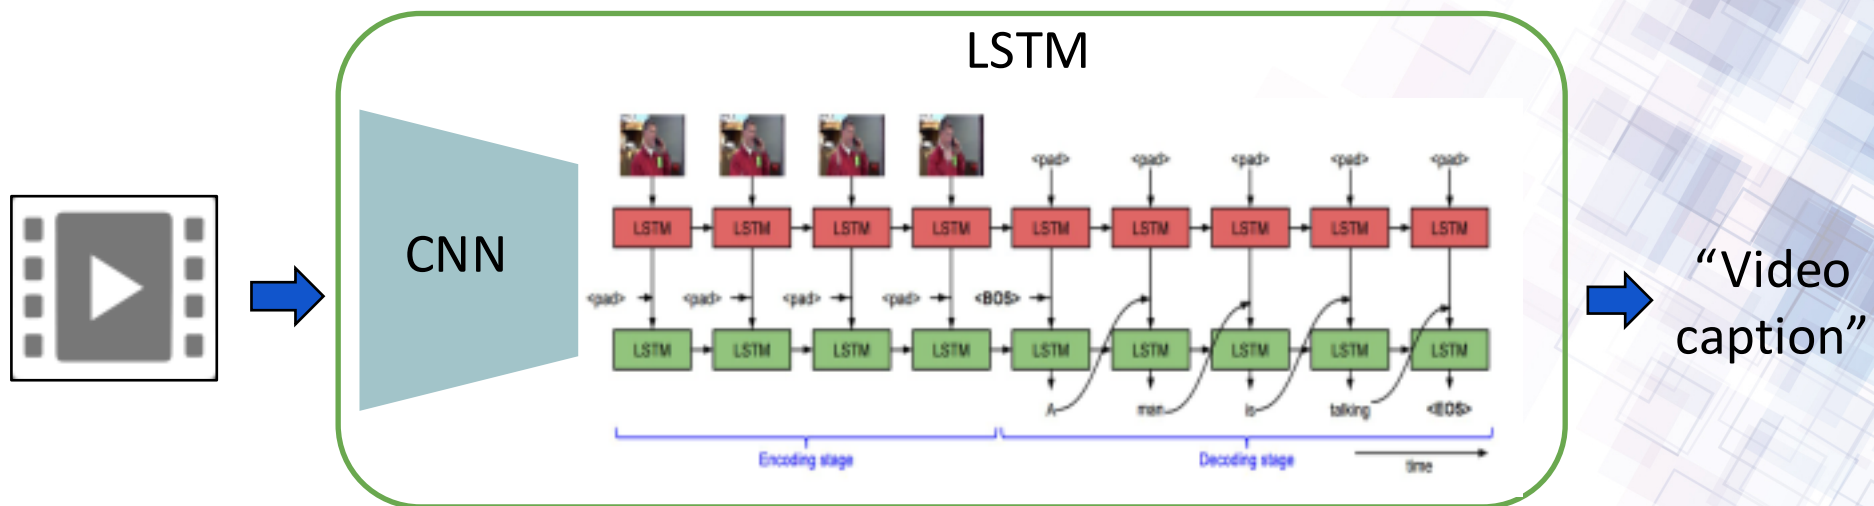 LSTM
CNN
<pad> <pad> <pad> <pad> <pad>
LSTM LSTM LSTM LSTM LSTM LSTM LSTM LSTM LSTM
<pad> <pad> <pad> <pad> <BOS>
LSTM LSTM LSTM LSTM LSTM LSTM LSTM LSTM LSTM
A man is talking <EOS>
Encoding stage Decoding stage time
“Video
caption”